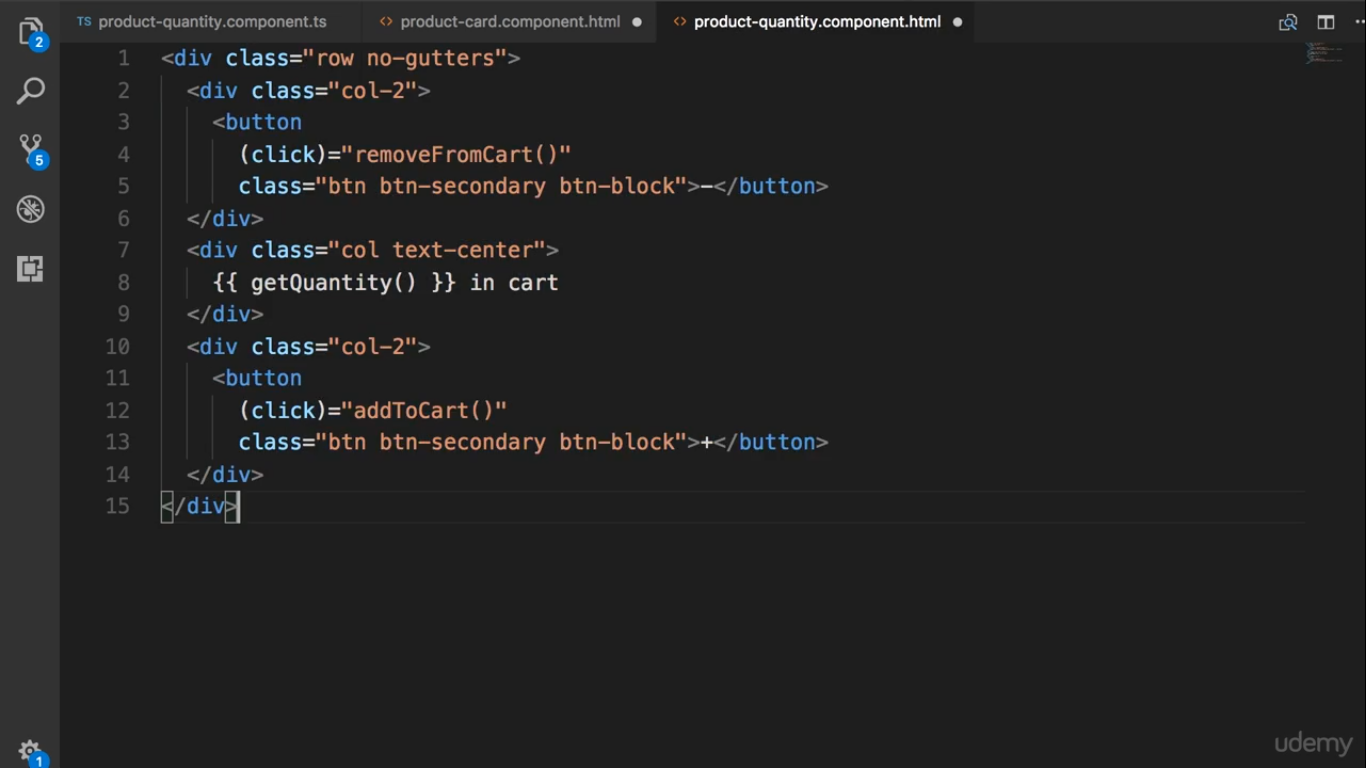 TS product-quantity.component.ts <> product-card.component.html ● <> product-quantity.component.html ●
2
5
1
1 <div class="row no-gutters">
2   <div class="col-2">
3     <button
4       (click)="removeFromCart()"
5       class="btn btn-secondary btn-block">-</button>
6   </div>
7   <div class="col text-center">
8     {{ getQuantity() }} in cart
9   </div>
10   <div class="col-2">
11     <button
12       (click)="addToCart()"
13       class="btn btn-secondary btn-block">+</button>
14   </div>
15 </div>
udemy